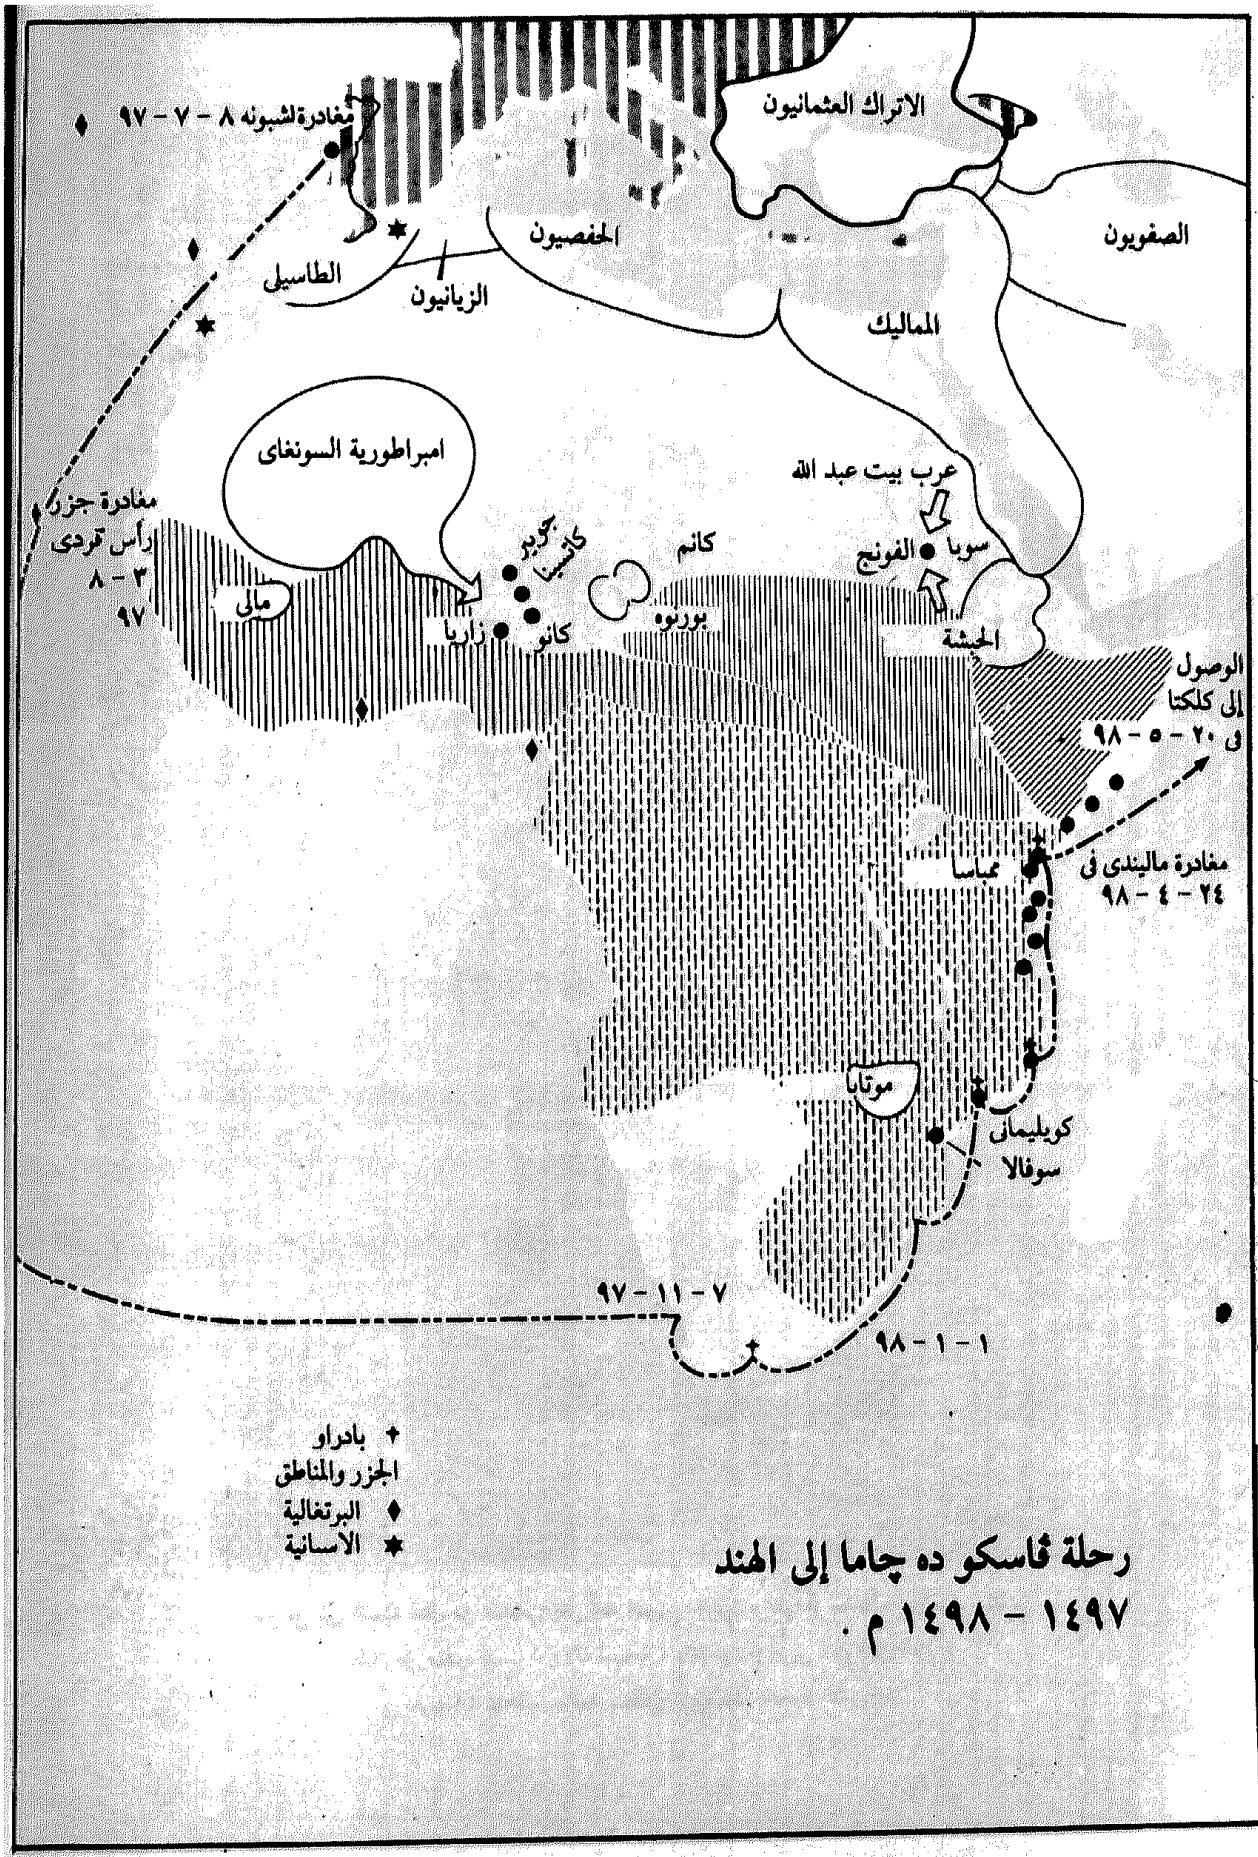 مغادرة لشبونه ٨ - ٧ - ٩٧
الاتراك العثمانيون
الصفويون
الحفصيون
الطاسيلى
الزيانيون
المماليك
امبراطورية السونغاى
عرب بيت عبد الله
مغادرة جزر
رأس قردى
٣ - ٨
٩٧
جوبر
كاتسينا
كانم
سوبا
الفونج
مالى
زاريا
كانو
بورنوه
الحبشة
الوصول
إلى كلكتا
فى ٢٠ - ٥ - ٩٨
ممباسا
مغادرة ماليندى فى
٢٤ - ٤ - ٩٨
موتابا
كويليمانى
سوفالا
٧ - ١١ - ٩٧
١ - ١ - ٩٨
بادراو
الجزر والمناطق
البرتغالية
الاسبانية
رحلة ڤاسكو ده چاما إلى الهند
١٤٩٧ - ١٤٩٨ م .